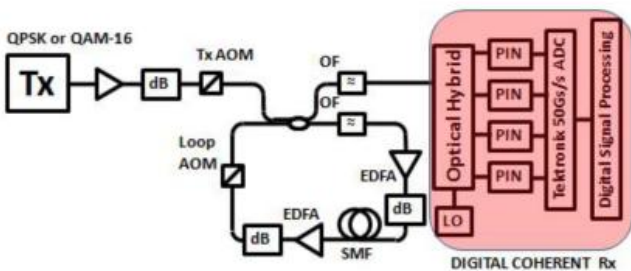 QPSK or QAM-16
Tx
dB
Tx AOM
OF
≈
OF
≈
Loop
AOM
EDFA
dB
SMF
EDFA
dB
Optical Hybrid
LO
PIN
PIN
PIN
PIN
Tektronix 50Gs/s ADC
Digital Signal Processing
DIGITAL COHERENT Rx